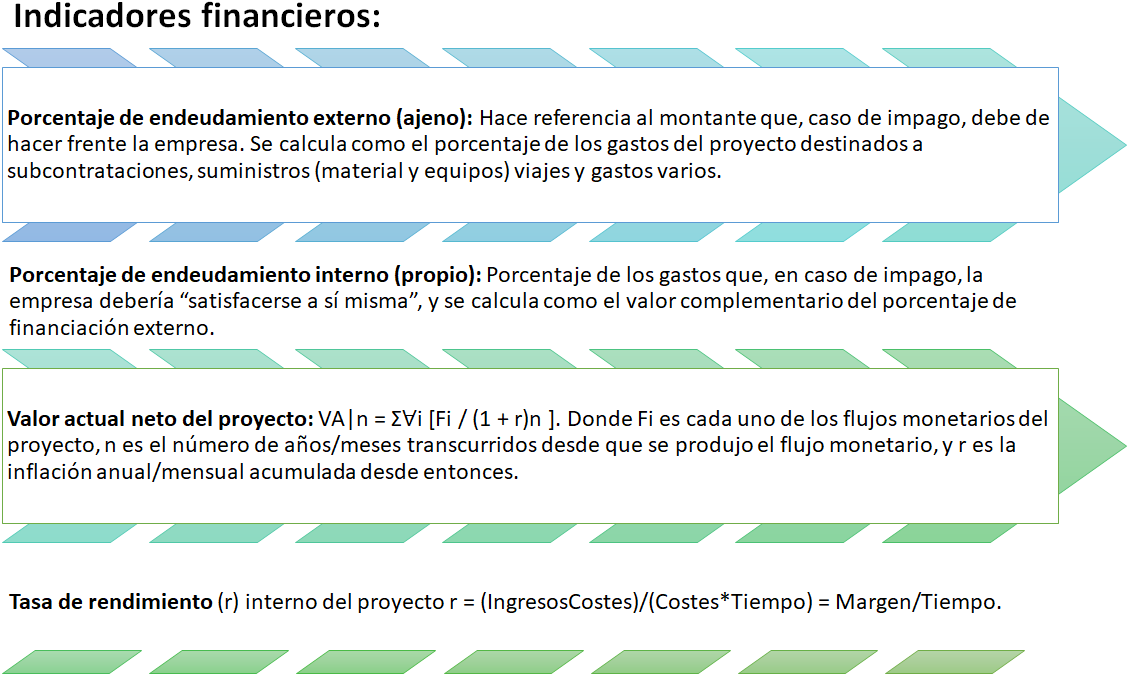 Indicadores financieros:
Porcentaje de endeudamiento externo (ajeno): Hace referencia al montante que, caso de impago, debe de
hacer frente la empresa. Se calcula como el porcentaje de los gastos del proyecto destinados a
subcontrataciones, suministros (material y equipos) viajes y gastos varios.
Porcentaje de endeudamiento interno (propio): Porcentaje de los gastos que, en caso de impago, la
empresa debería “satisfacerse a sí misma”, y se calcula como el valor complementario del porcentaje de
financiación externo.
Valor actual neto del proyecto: VA|n = Σ∀i [Fi / (1 + r)n ]. Donde Fi es cada uno de los flujos monetarios del
proyecto, n es el número de años/meses transcurridos desde que se produjo el flujo monetario, y r es la
inflación anual/mensual acumulada desde entonces.
Tasa de rendimiento (r) interno del proyecto r = (IngresosCostes)/(Costes*Tiempo) = Margen/Tiempo.